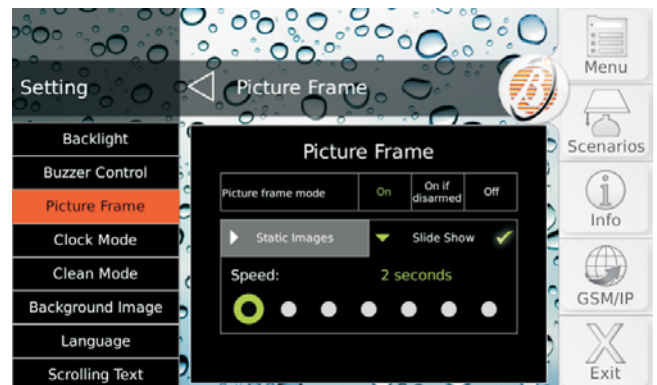 Setting
Picture Frame
Backlight
Buzzer Control
Picture Frame
Clock Mode
Clean Mode
Background Image
Language
Scrolling Text
Picture Frame
Picture frame mode
On
On if
disarmed
Off
Static Images
Slide Show
Speed:
2 seconds
B
Menu
Scenarios
i
Info
GSM/IP
X
Exit